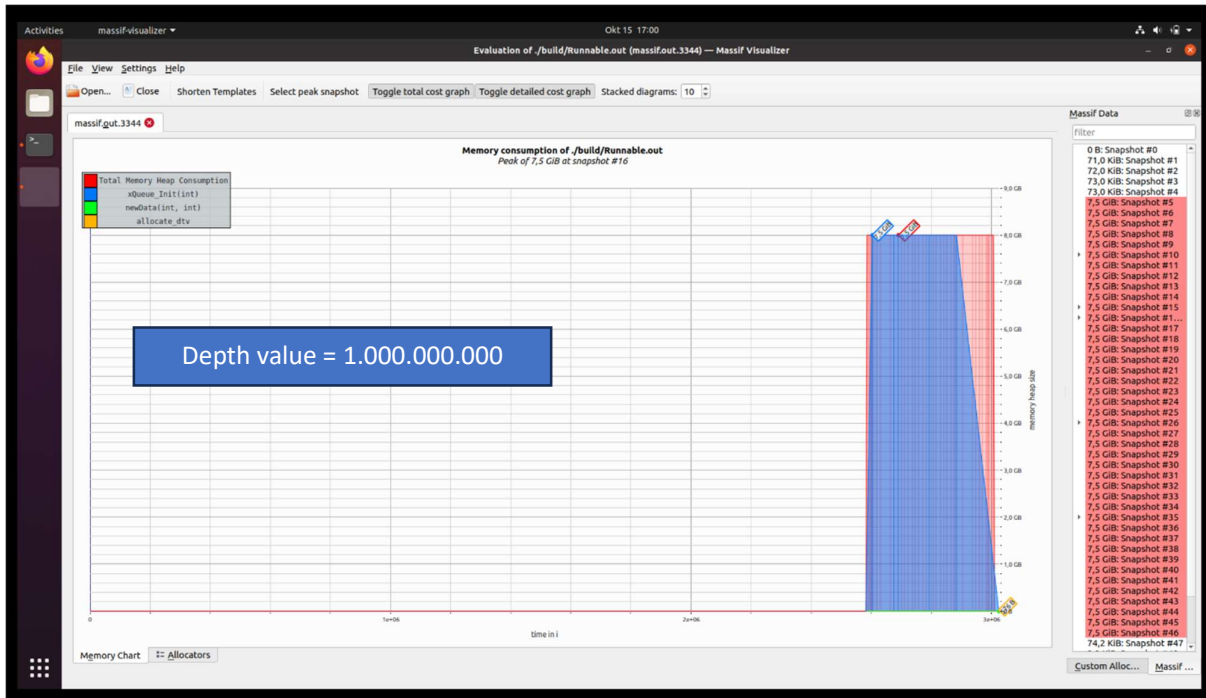 Activities
massif-visualizer
Okt 15 17:00
Evaluation of ./build/Runnable.out (massif.out.3344) — Massif Visualizer
File View Settings Help
Open... Close Shorten Templates Select peak snapshot Toggle total cost graph Toggle detailed cost graph Stacked diagrams: 10
massif.out.3344
Memory consumption of ./build/Runnable.out
Peak of 7,5 GiB at snapshot #16
Total Memory Heap Consumption
xQueue_Init(int)
newData(int, int)
allocate_dtv
7,5 GiB
7,5 GiB
9,0 GB
8,0 GB
7,0 GB
6,0 GB
5,0 GB
4,0 GB
3,0 GB
2,0 GB
1,0 GB
memory heap size
Depth value = 1.000.000.000
0
1e+06
2e+06
3e+06
time in i
Memory Chart
Allocators
Massif Data
filter
0 B: Snapshot #0
71,0 KiB: Snapshot #1
72,0 KiB: Snapshot #2
73,0 KiB: Snapshot #3
73,0 KiB: Snapshot #4
7,5 GiB: Snapshot #5
7,5 GiB: Snapshot #6
7,5 GiB: Snapshot #7
7,5 GiB: Snapshot #8
7,5 GiB: Snapshot #9
7,5 GiB: Snapshot #10
7,5 GiB: Snapshot #11
7,5 GiB: Snapshot #12
7,5 GiB: Snapshot #13
7,5 GiB: Snapshot #14
7,5 GiB: Snapshot #15
7,5 GiB: Snapshot #1...
7,5 GiB: Snapshot #17
7,5 GiB: Snapshot #18
7,5 GiB: Snapshot #19
7,5 GiB: Snapshot #20
7,5 GiB: Snapshot #21
7,5 GiB: Snapshot #22
7,5 GiB: Snapshot #23
7,5 GiB: Snapshot #24
7,5 GiB: Snapshot #25
7,5 GiB: Snapshot #26
7,5 GiB: Snapshot #27
7,5 GiB: Snapshot #28
7,5 GiB: Snapshot #29
7,5 GiB: Snapshot #30
7,5 GiB: Snapshot #31
7,5 GiB: Snapshot #32
7,5 GiB: Snapshot #33
7,5 GiB: Snapshot #34
7,5 GiB: Snapshot #35
7,5 GiB: Snapshot #36
7,5 GiB: Snapshot #37
7,5 GiB: Snapshot #38
7,5 GiB: Snapshot #39
7,5 GiB: Snapshot #40
7,5 GiB: Snapshot #41
7,5 GiB: Snapshot #42
7,5 GiB: Snapshot #43
7,5 GiB: Snapshot #44
7,5 GiB: Snapshot #45
7,5 GiB: Snapshot #46
74,2 KiB: Snapshot #47
Custom Alloc...
Massif ...